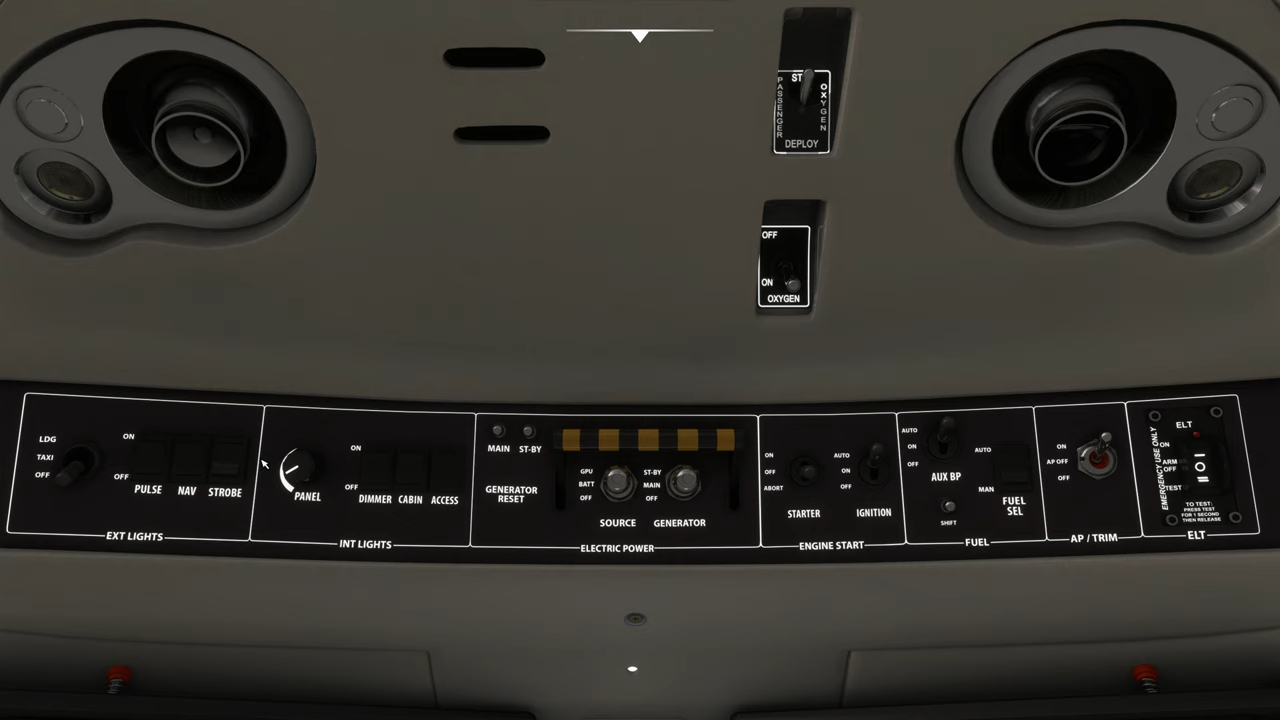 ST
PASSENGER
OXYGEN
DEPLOY
OFF
ON
OXYGEN
LDG
TAXI
OFF
ON
OFF
PULSE NAV STROBE
EXT LIGHTS
PANEL
ON
OFF
DIMMER CABIN ACCESS
INT LIGHTS
MAIN ST-BY
GENERATOR
RESET
GPU
BATT
OFF
ST-BY
MAIN
OFF
SOURCE GENERATOR
ELECTRIC POWER
ON
OFF
ABORT
STARTER
AUTO
ON
OFF
IGNITION
ENGINE START
AUTO
ON
OFF
AUX BP
SHIFT
AUTO
MAN
FUEL
SEL
FUEL
ON
AP OFF
OFF
AP / TRIM
EMERGENCY USE ONLY
ELT
ON
ARM
OFF
TEST
TO TEST:
PRESS TEST
FOR 1 SECOND
THEN RELEASE
ELT